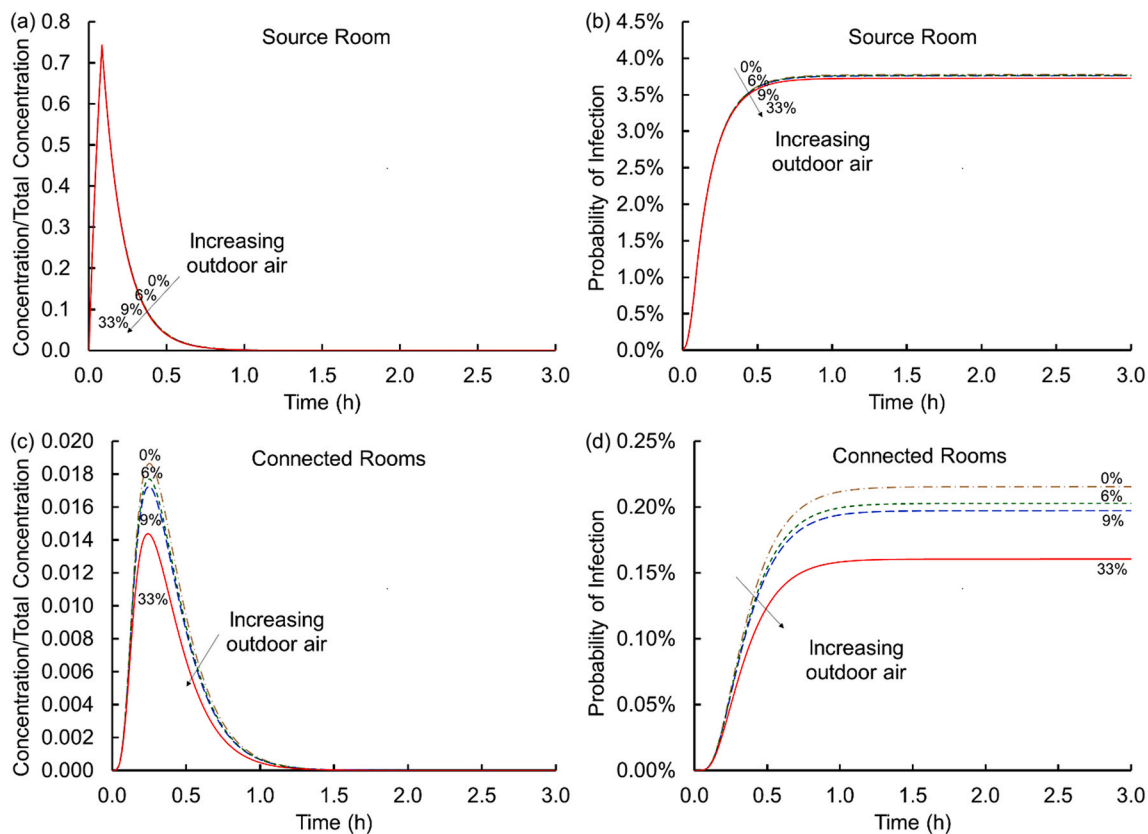 (a)
Source Room
Concentration/Total Concentration
0.8
0.7
0.6
0.5
0.4
0.3
0.2
0.1
0.0
Increasing
outdoor air
0%
6%
9%
33%
0.0 0.5 1.0 1.5 2.0 2.5 3.0
Time (h)
(b)
Source Room
Probability of Infection
4.5%
4.0%
3.5%
3.0%
2.5%
2.0%
1.5%
1.0%
0.5%
0.0%
0%
6%
9%
33%
Increasing
outdoor air
0.0 0.5 1.0 1.5 2.0 2.5 3.0
Time (h)
(c)
Connected Rooms
Concentration/Total Concentration
0.020
0.018
0.016
0.014
0.012
0.010
0.008
0.006
0.004
0.002
0.000
0%
6%
9%
33%
Increasing
outdoor air
0.0 0.5 1.0 1.5 2.0 2.5 3.0
Time (h)
(d)
Connected Rooms
Probability of Infection
0.25%
0.20%
0.15%
0.10%
0.05%
0.00%
0%
6%
9%
33%
Increasing
outdoor air
0.0 0.5 1.0 1.5 2.0 2.5 3.0
Time (h)